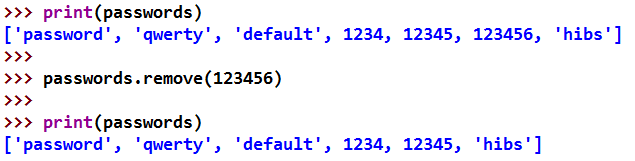 >>> print(passwords)
['password', 'qwerty', 'default', 1234, 12345, 123456, 'hibs']
>>>
>>> passwords.remove(123456)
>>>
>>> print(passwords)
['password', 'qwerty', 'default', 1234, 12345, 'hibs']